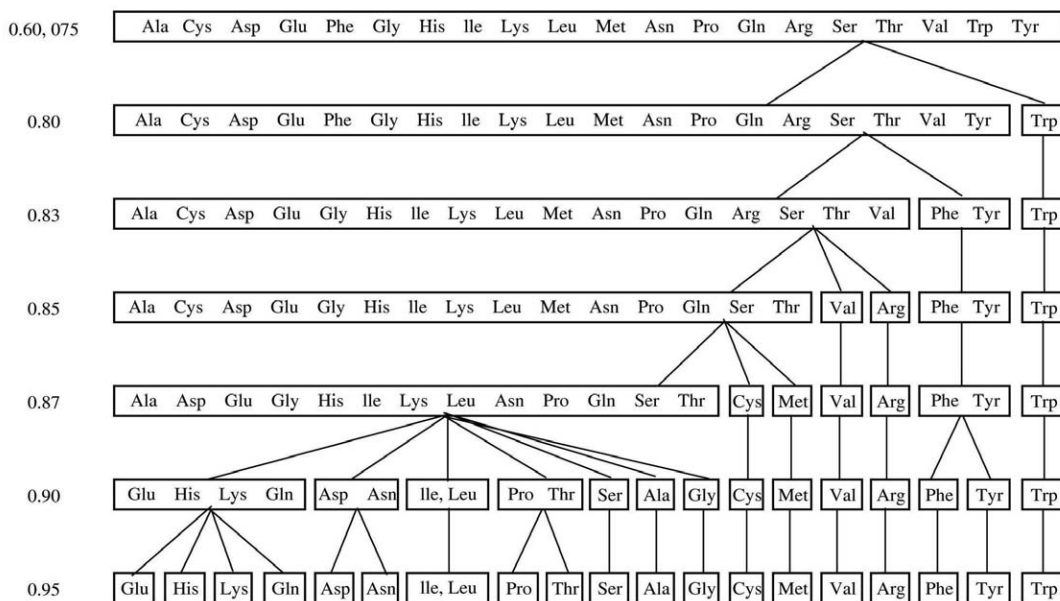 0.60, 075 Ala Cys Asp Glu Phe Gly His lle Lys Leu Met Asn Pro Gln Arg Ser Thr Val Trp Tyr
0.80 Ala Cys Asp Glu Phe Gly His lle Lys Leu Met Asn Pro Gln Arg Ser Thr Val Tyr Trp
0.83 Ala Cys Asp Glu Gly His lle Lys Leu Met Asn Pro Gln Arg Ser Thr Val Phe Tyr Trp
0.85 Ala Cys Asp Glu Gly His lle Lys Leu Met Asn Pro Gln Ser Thr Val Arg Phe Tyr Trp
0.87 Ala Asp Glu Gly His lle Lys Leu Asn Pro Gln Ser Thr Cys Met Val Arg Phe Tyr Trp
0.90 Glu His Lys Gln Asp Asn lle, Leu Pro Thr Ser Ala Gly Cys Met Val Arg Phe Tyr Trp
0.95 Glu His Lys Gln Asp Asn lle, Leu Pro Thr Ser Ala Gly Cys Met Val Arg Phe Tyr Trp